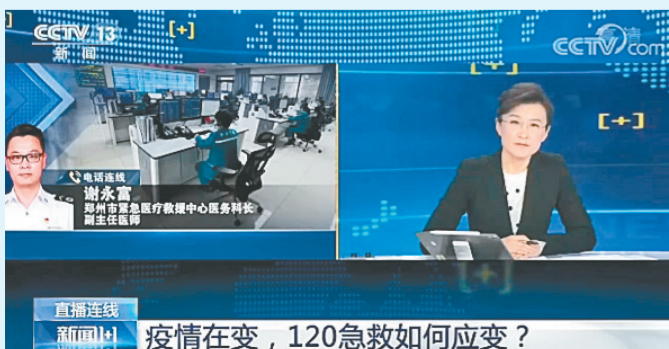 CCTV 13
新闻
[+]
CCTV
com
[+]
电话连线
谢永富
郑州市紧急医疗救援中心医务科长
副主任医师
直播连线
新闻1+1
疫情在变，120急救如何应变？